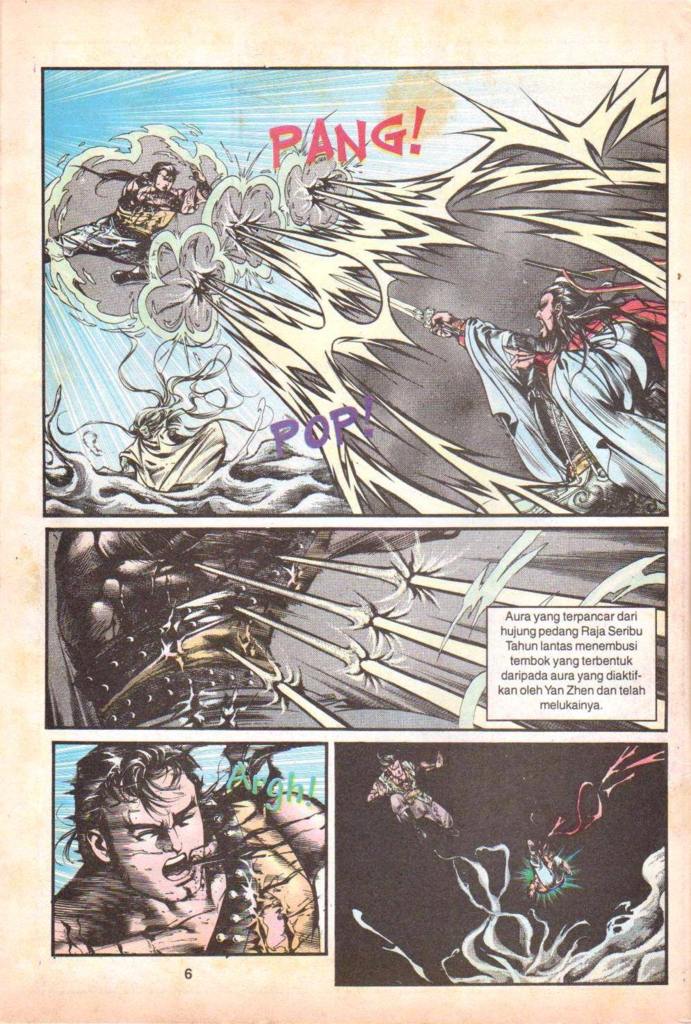 PANG!
POP!
Aura yang terpancar dari
hujung pedang Raja Seribu
Tahun lantas menembusi
tembok yang terbentuk
daripada aura yang diaktif-
kan oleh Yan Zhen dan telah
melukainya.
Argh!
6